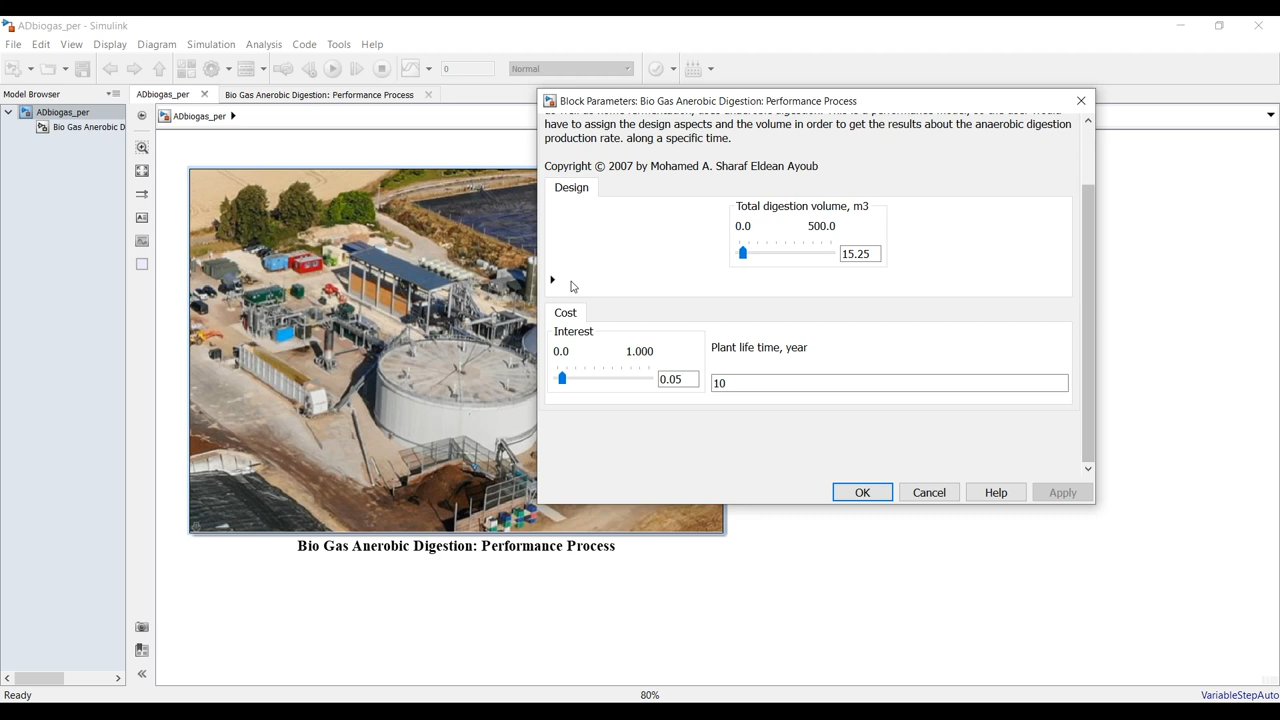 ADbiogas_per - Simulink
File Edit View Display Diagram Simulation Analysis Code Tools Help
0 Normal
Model Browser
ADbiogas_per
Bio Gas Anerobic Digestion: Performance Process
ADbiogas_per
Bio Gas Anerobic D
ADbiogas_per
Block Parameters: Bio Gas Anerobic Digestion: Performance Process
have to assign the design aspects and the volume in order to get the results about the anaerobic digestion
production rate. along a specific time.
Copyright © 2007 by Mohamed A. Sharaf Eldean Ayoub
Design
Total digestion volume, m3
0.0 500.0
15.25
Cost
Interest
0.0 1.000
0.05
Plant life time, year
10
OK Cancel Help Apply
Bio Gas Anerobic Digestion: Performance Process
Ready 80% VariableStepAuto